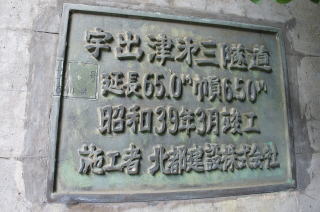 宇出津第三隧道
延長65.0m 巾員6.50m
昭和39年3月竣工
施工者 北都建設株式会社